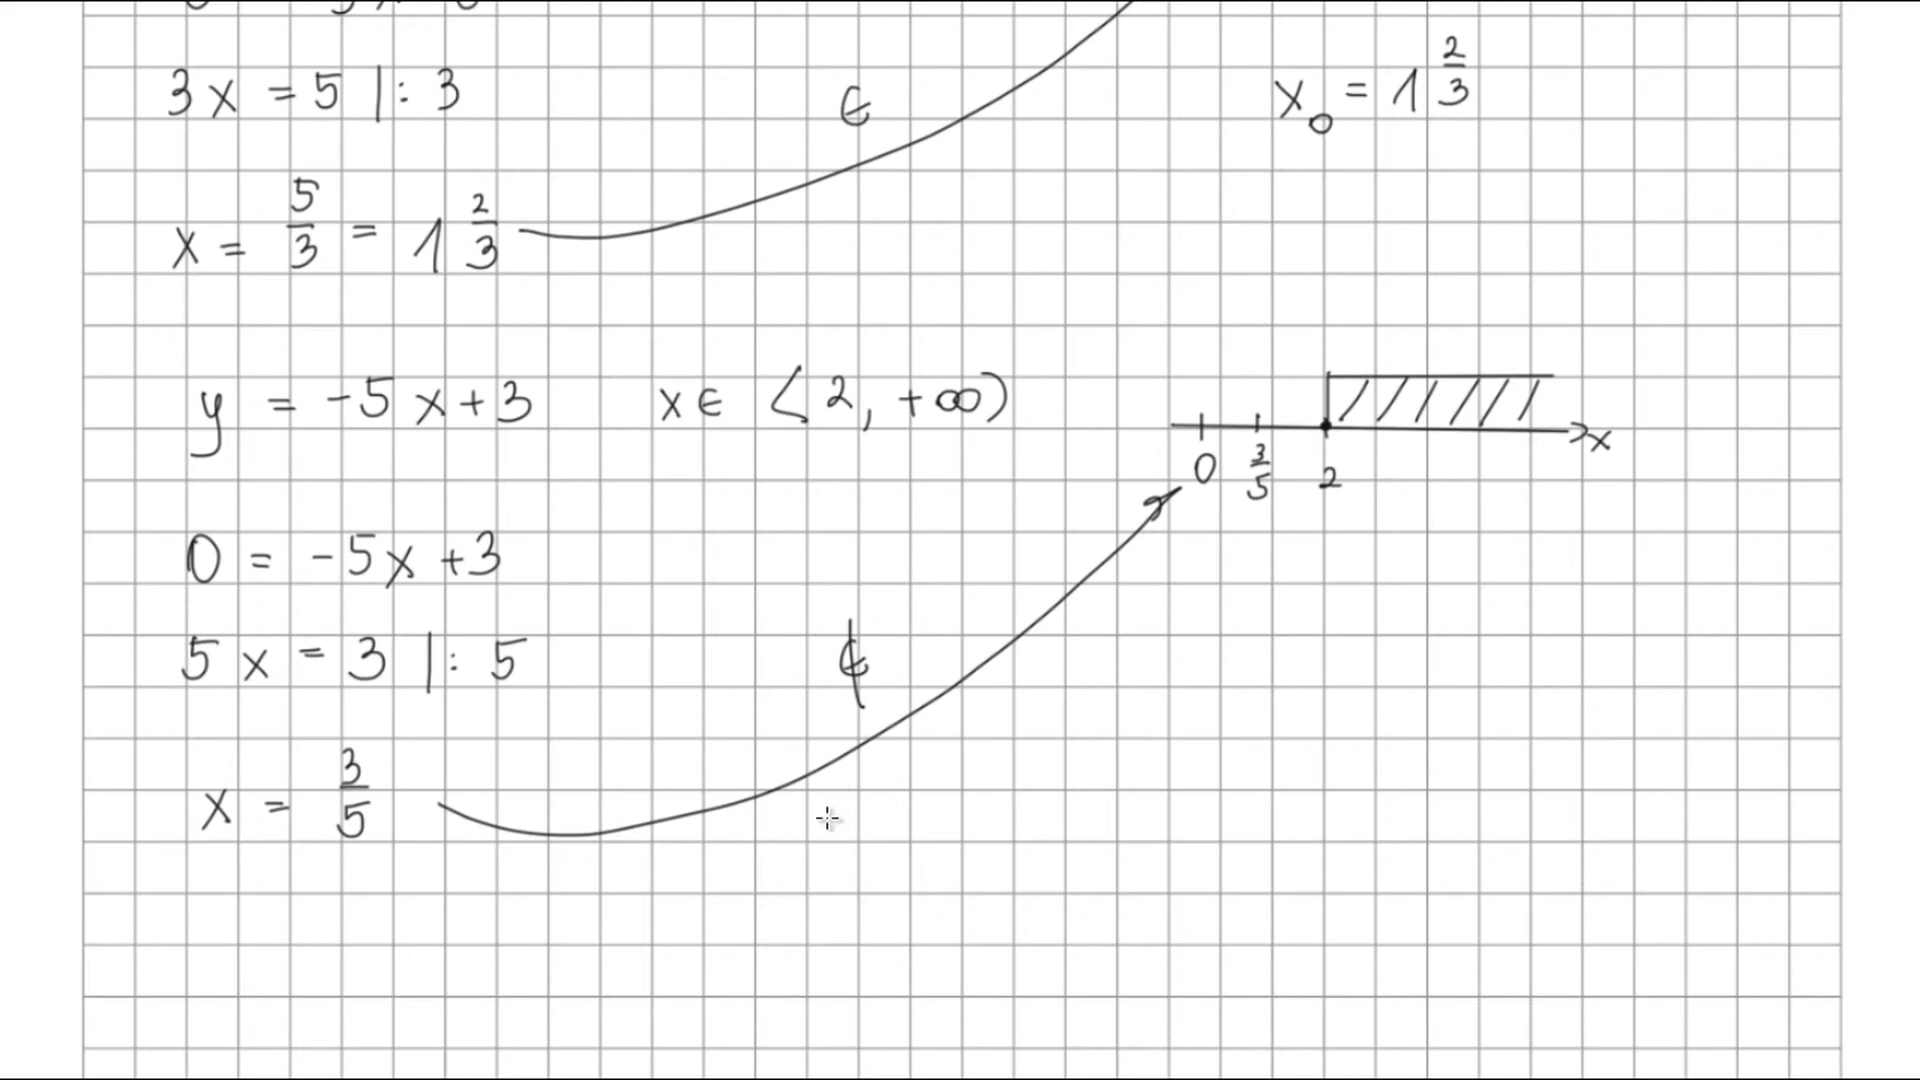 3x = 5 |: 3
∈
x₀ = 1 2/3
x = 5/3 = 1 2/3
y = -5x+3 x∈ ⟨2, +∞)
x
0 3/5 2
0 = -5x +3
5x = 3 |: 5
∉
x = 3/5